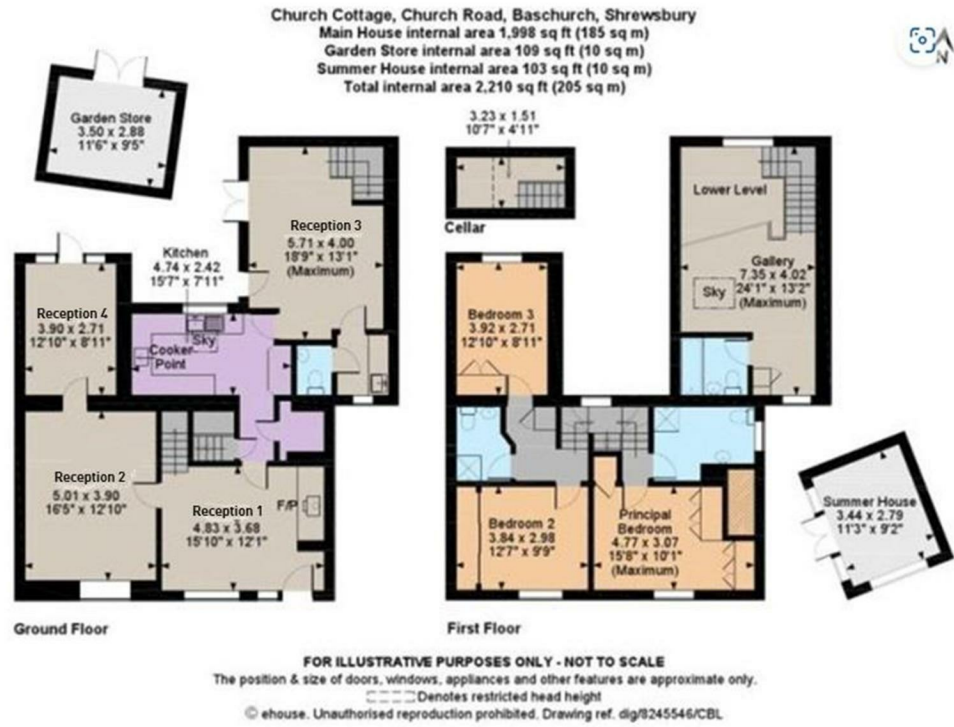 Church Cottage, Church Road, Baschurch, Shrewsbury
Main House internal area 1,998 sq ft (185 sq m)
Garden Store internal area 109 sq ft (10 sq m)
Summer House internal area 103 sq ft (10 sq m)
Total internal area 2,210 sq ft (205 sq m)
N
Garden Store
3.50 x 2.88
11'6" x 9'5"
3.23 x 1.51
10'7" x 4'11"
Cellar
Reception 3
5.71 x 4.00
18'9" x 13'1"
(Maximum)
Kitchen
4.74 x 2.42
15'7" x 7'11"
Sky
Cooker
Point
Reception 4
3.90 x 2.71
12'10" x 8'11"
Reception 2
5.01 x 3.90
16'5" x 12'10"
Reception 1
4.83 x 3.68
15'10" x 12'1"
F/P
Ground Floor
Lower Level
Gallery
7.35 x 4.02
24'1" x 13'2"
(Maximum)
Sky
Bedroom 3
3.92 x 2.71
12'10" x 8'11"
Bedroom 2
3.84 x 2.98
12'7" x 9'9"
Principal
Bedroom
4.77 x 3.07
15'8" x 10'1"
(Maximum)
Summer House
3.44 x 2.79
11'3" x 9'2"
First Floor
FOR ILLUSTRATIVE PURPOSES ONLY - NOT TO SCALE
The position & size of doors, windows, appliances and other features are approximate only.
Denotes restricted head height
© ehouse. Unauthorised reproduction prohibited. Drawing ref. dig/8245546/CBL